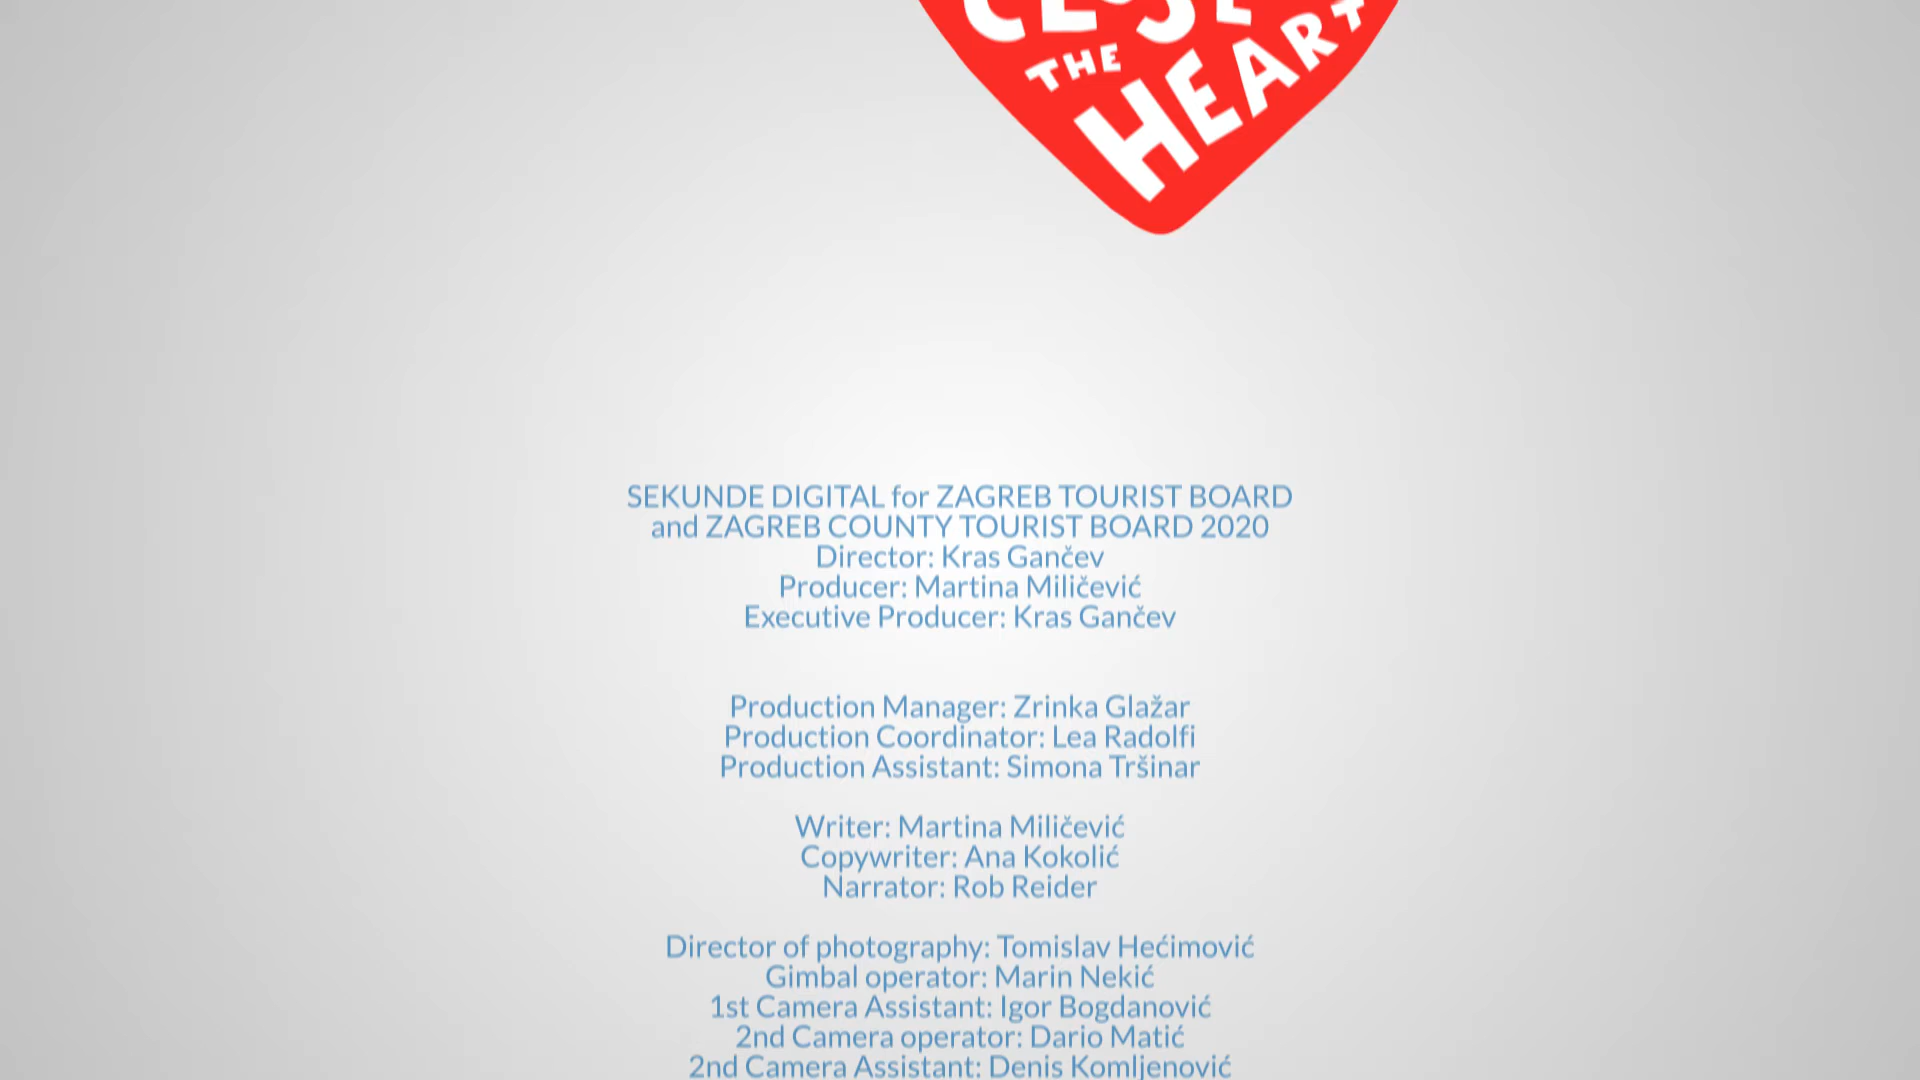 THE
HEART
SEKUNDE DIGITAL for ZAGREB TOURIST BOARD
and ZAGREB COUNTY TOURIST BOARD 2020
Director: Kras Gančev
Producer: Martina Miličević
Executive Producer: Kras Gančev
Production Manager: Zrinka Glažar
Production Coordinator: Lea Radolfi
Production Assistant: Simona Tršinar
Writer: Martina Miličević
Copywriter: Ana Kokolić
Narrator: Rob Reider
Director of photography: Tomislav Hećimović
Gimbal operator: Marin Nekić
1st Camera Assistant: Igor Bogdanović
2nd Camera operator: Dario Matić
2nd Camera Assistant: Denis Komljenović